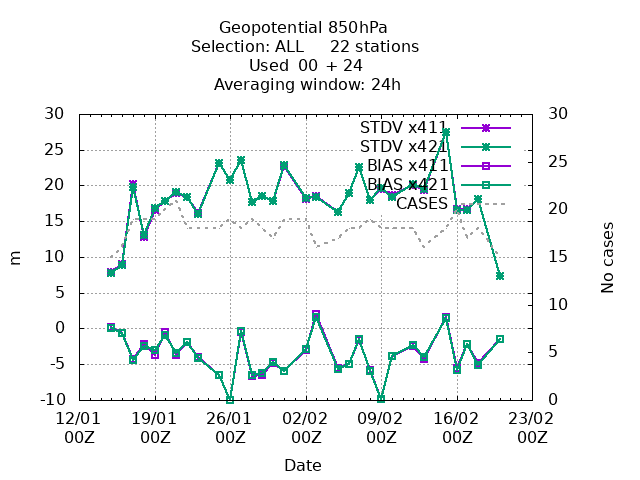 Geopotential 850hPa
Selection: ALL 22 stations
Used 00 + 24
Averaging window: 24h
30 30
STDV x411
STDV x421
BIAS x411
BIAS x421
CASES
25 25
20 20
15 15
10 10
5 5
0
-5
-10 0
m
No cases
12/01 19/01 26/01 02/02 09/02 16/02 23/02
00Z 00Z 00Z 00Z 00Z 00Z 00Z
Date